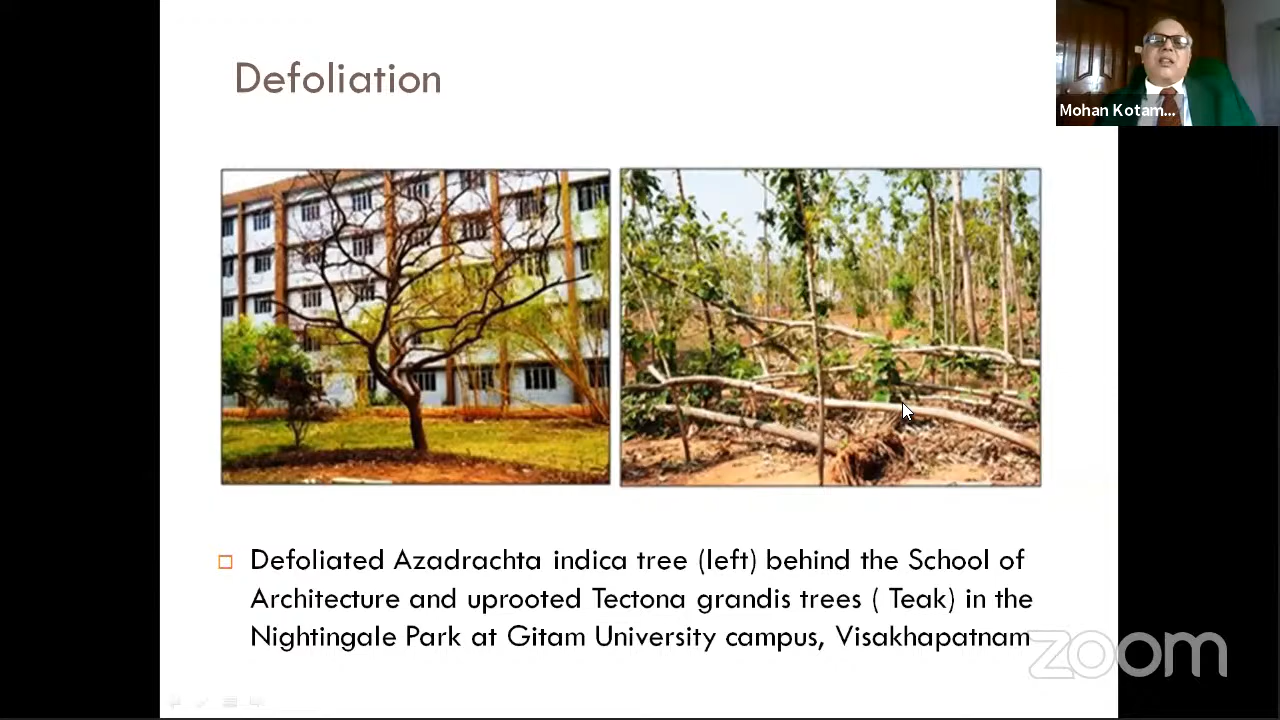 Defoliation
Mohan Kotam...
Defoliated Azadrachta indica tree (left) behind the School of
Architecture and uprooted Tectona grandis trees ( Teak) in the
Nightingale Park at Gitam University campus, Visakhapatnam
zoom